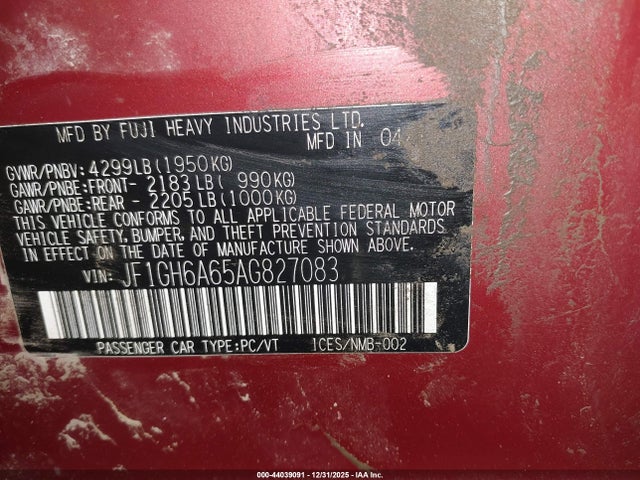 MFD BY FUJI HEAVY INDUSTRIES LTD.
MFD IN 04
GVWR/PNBV: 4299LB (1950KG)
GAWR/PNBE:FRONT- 2183 LB ( 990KG)
GAWR/PNBE:REAR - 2205 LB (1000KG)
THIS VEHICLE CONFORMS TO ALL APPLICABLE FEDERAL MOTOR
VEHICLE SAFETY, BUMPER, AND THEFT PREVENTION STANDARDS
IN EFFECT ON THE DATE OF MANUFACTURE SHOWN ABOVE.
VIN: JF1GH6A65AG827083
PASSENGER CAR TYPE:PC/VT ICES/NMB-002
000-44039091 - 12/31/2025 - IAAI.COM